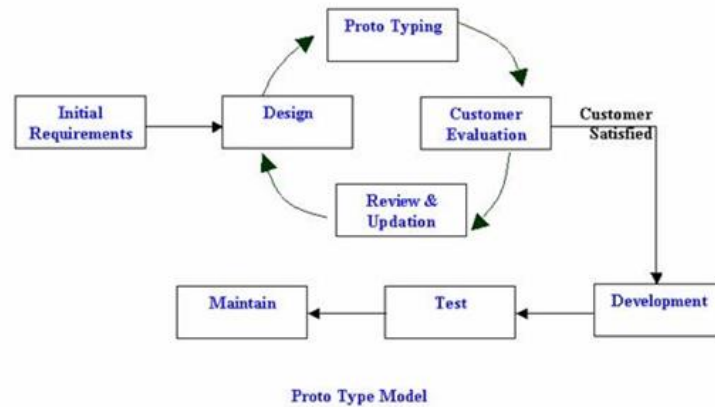 Proto Typing
Initial
Requirements
Design
Customer
Evaluation
Customer
Satisfied
Review &
Updation
Maintain
Test
Development
Proto Type Model